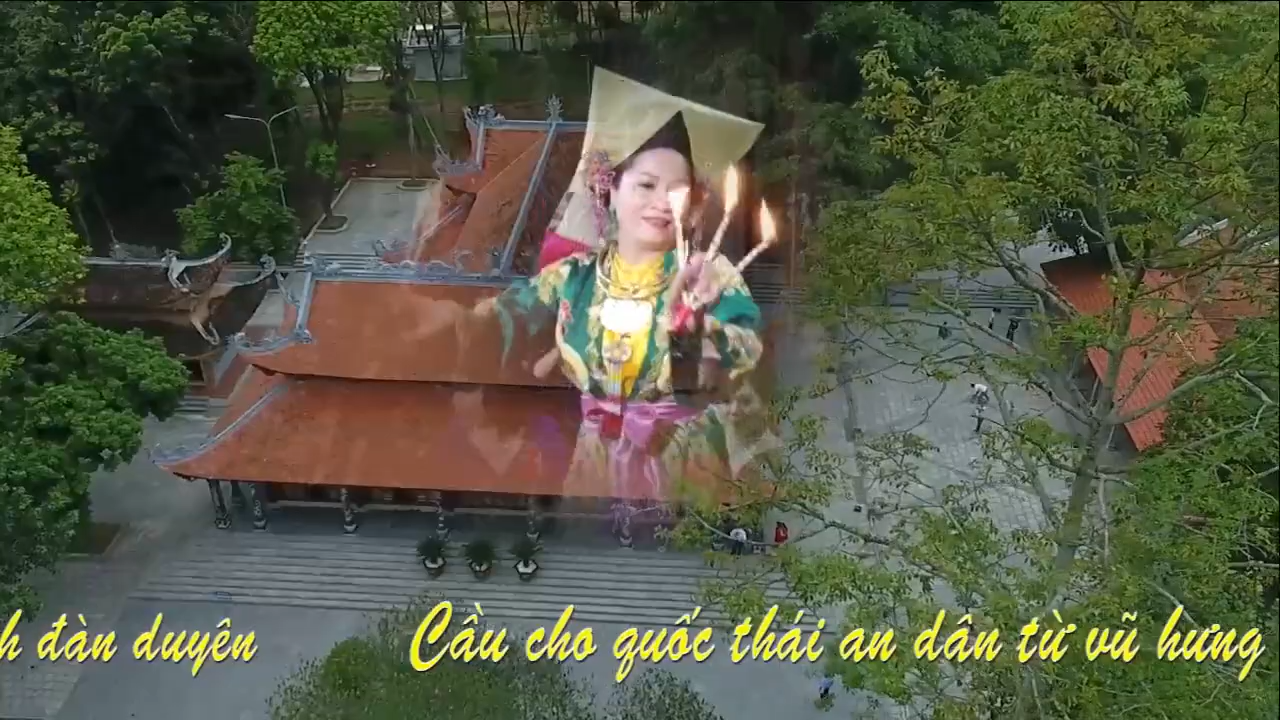 h đàn duyên Cầu cho quốc thái an dân từ vũ hưng